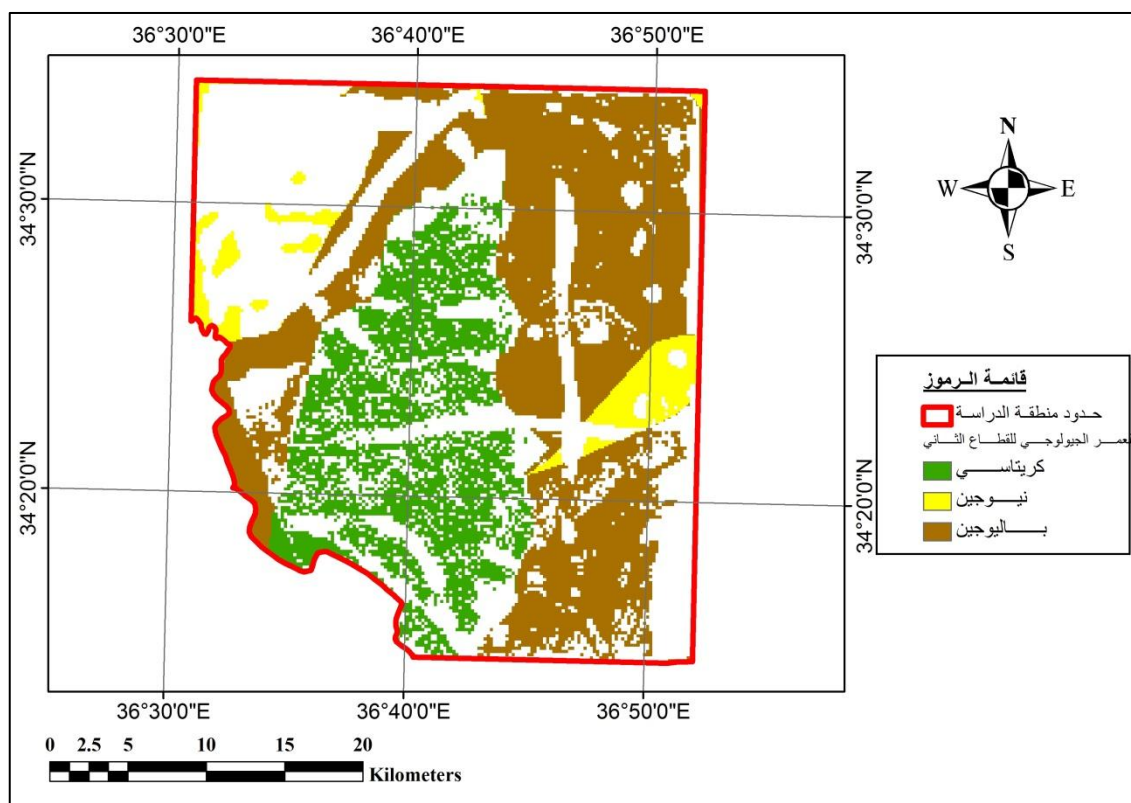 36°30'0"E 36°40'0"E 36°50'0"E
34°30'0"N 34°30'0"N
34°20'0"N 34°20'0"N
36°30'0"E 36°40'0"E 36°50'0"E
N
W E
S
قائمة الرموز
حدود منطقة الدراسة
لعمر الجيولوجي للقطاع الثاني
كريتاسي
نيوجين
باليوجين
0 2.5 5 10 15 20
Kilometers